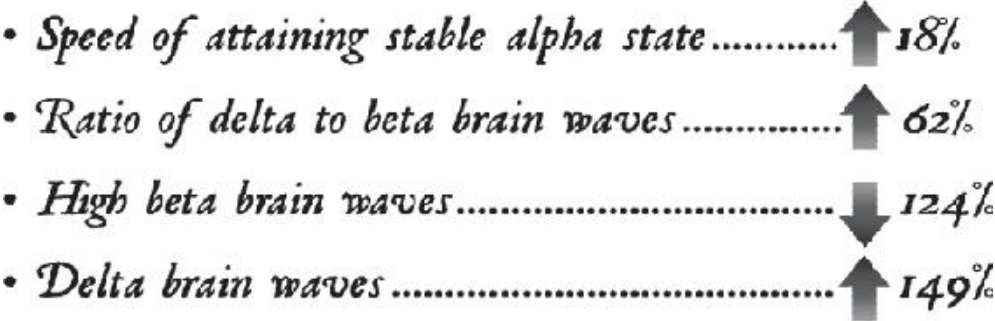 • Speed of attaining stable alpha state............ 18%
• Ratio of delta to beta brain waves............... 62%
• High beta brain waves.................................. 124%
• Delta brain waves........................................ 149%